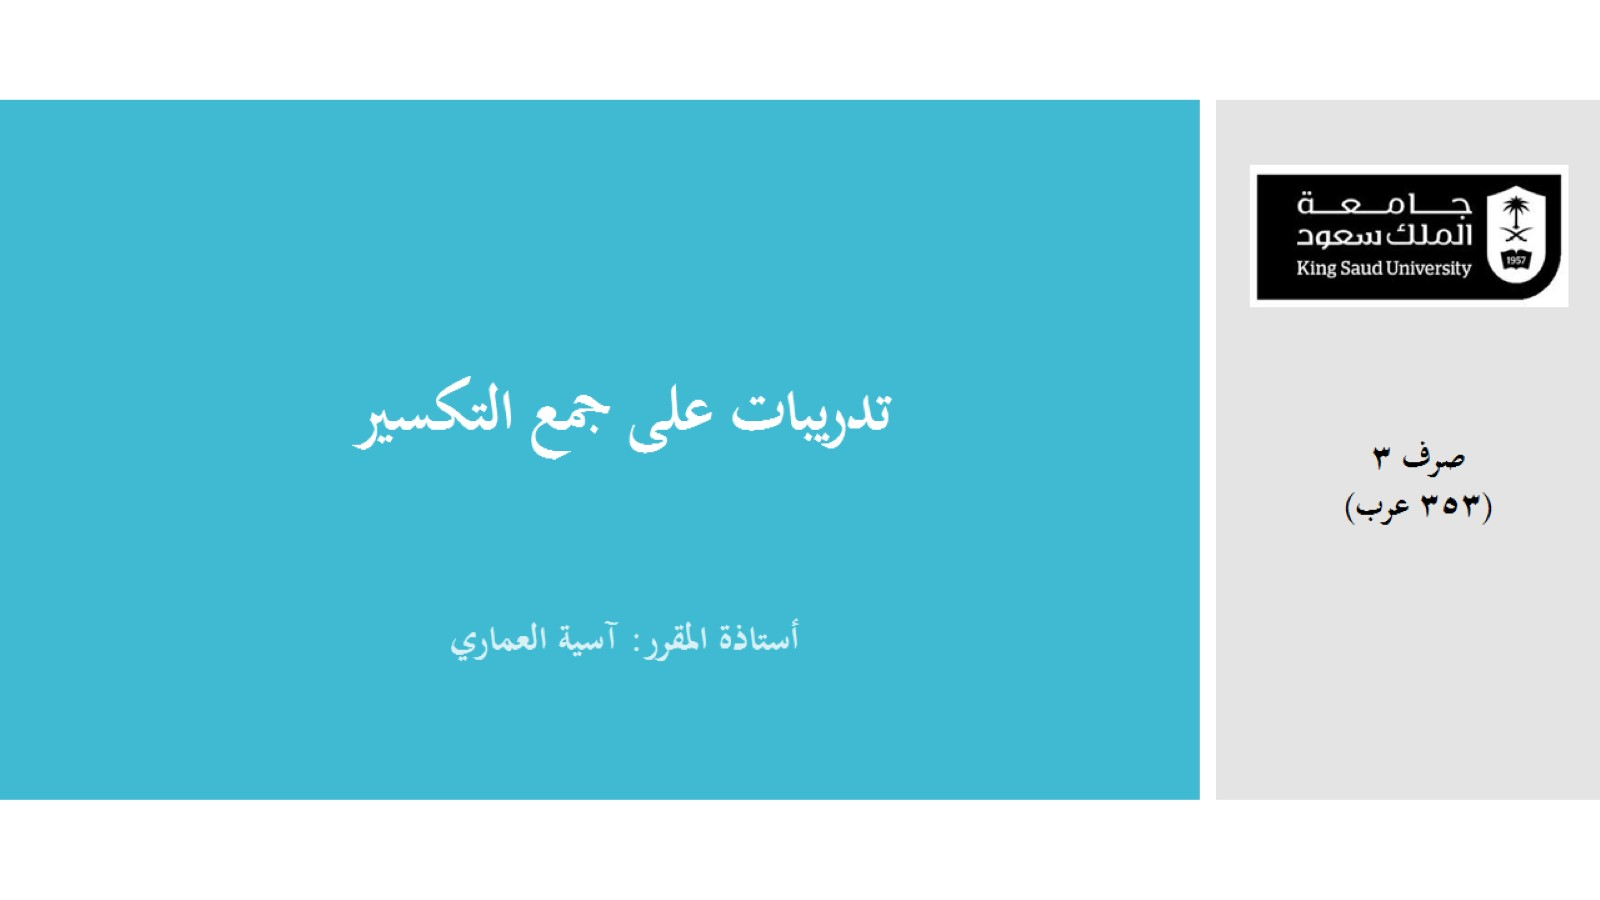 جامعة
الملك سعود
King Saud University
1957
صرف ٣
(٣٥٣ عرب)
تدريبات على جمع التكسير
أستاذة المقرر: آسية العماري